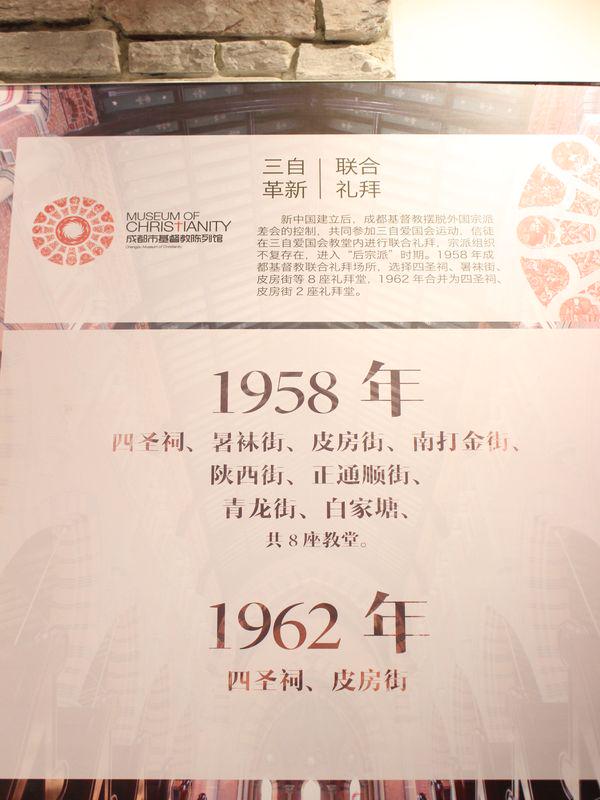 三自 | 联合
革新 | 礼拜
MUSEUM OF
CHRISTIANITY
成都市基督教陈列馆
Chengdu Museum of Christianity
新中国建立后，成都基督教摆脱外国宗派
差会的控制，共同参加三自爱国会运动，信徒
在三自爱国会教堂内进行联合礼拜，宗派组织
不复存在，进入“后宗派”时期。1958 年成
都基督教联合礼拜场所，选择四圣祠、暑袜街、
皮房街等 8 座礼拜堂，1962 年合并为四圣祠、
皮房街 2 座礼拜堂。
1958 年
四圣祠、暑袜街、皮房街、南打金街、
陕西街、正通顺街、
青龙街、白家塘、
共 8 座教堂。
1962 年
四圣祠、皮房街